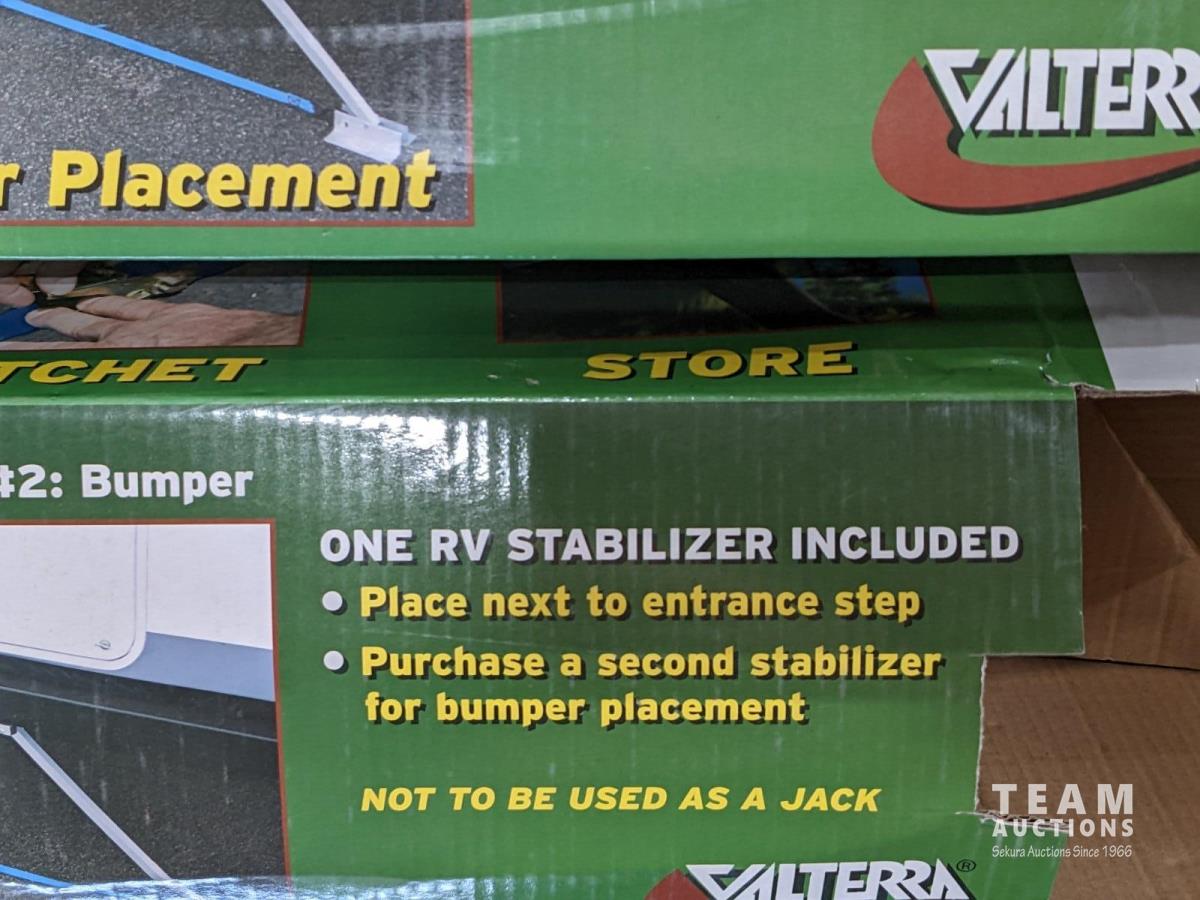 VALTERR
r Placement
TCHET
STORE
#2: Bumper
ONE RV STABILIZER INCLUDED
• Place next to entrance step
• Purchase a second stabilizer
for bumper placement
NOT TO BE USED AS A JACK
TEAM
AUCTIONS
Sekura Auctions Since 1966
VALTERRA®